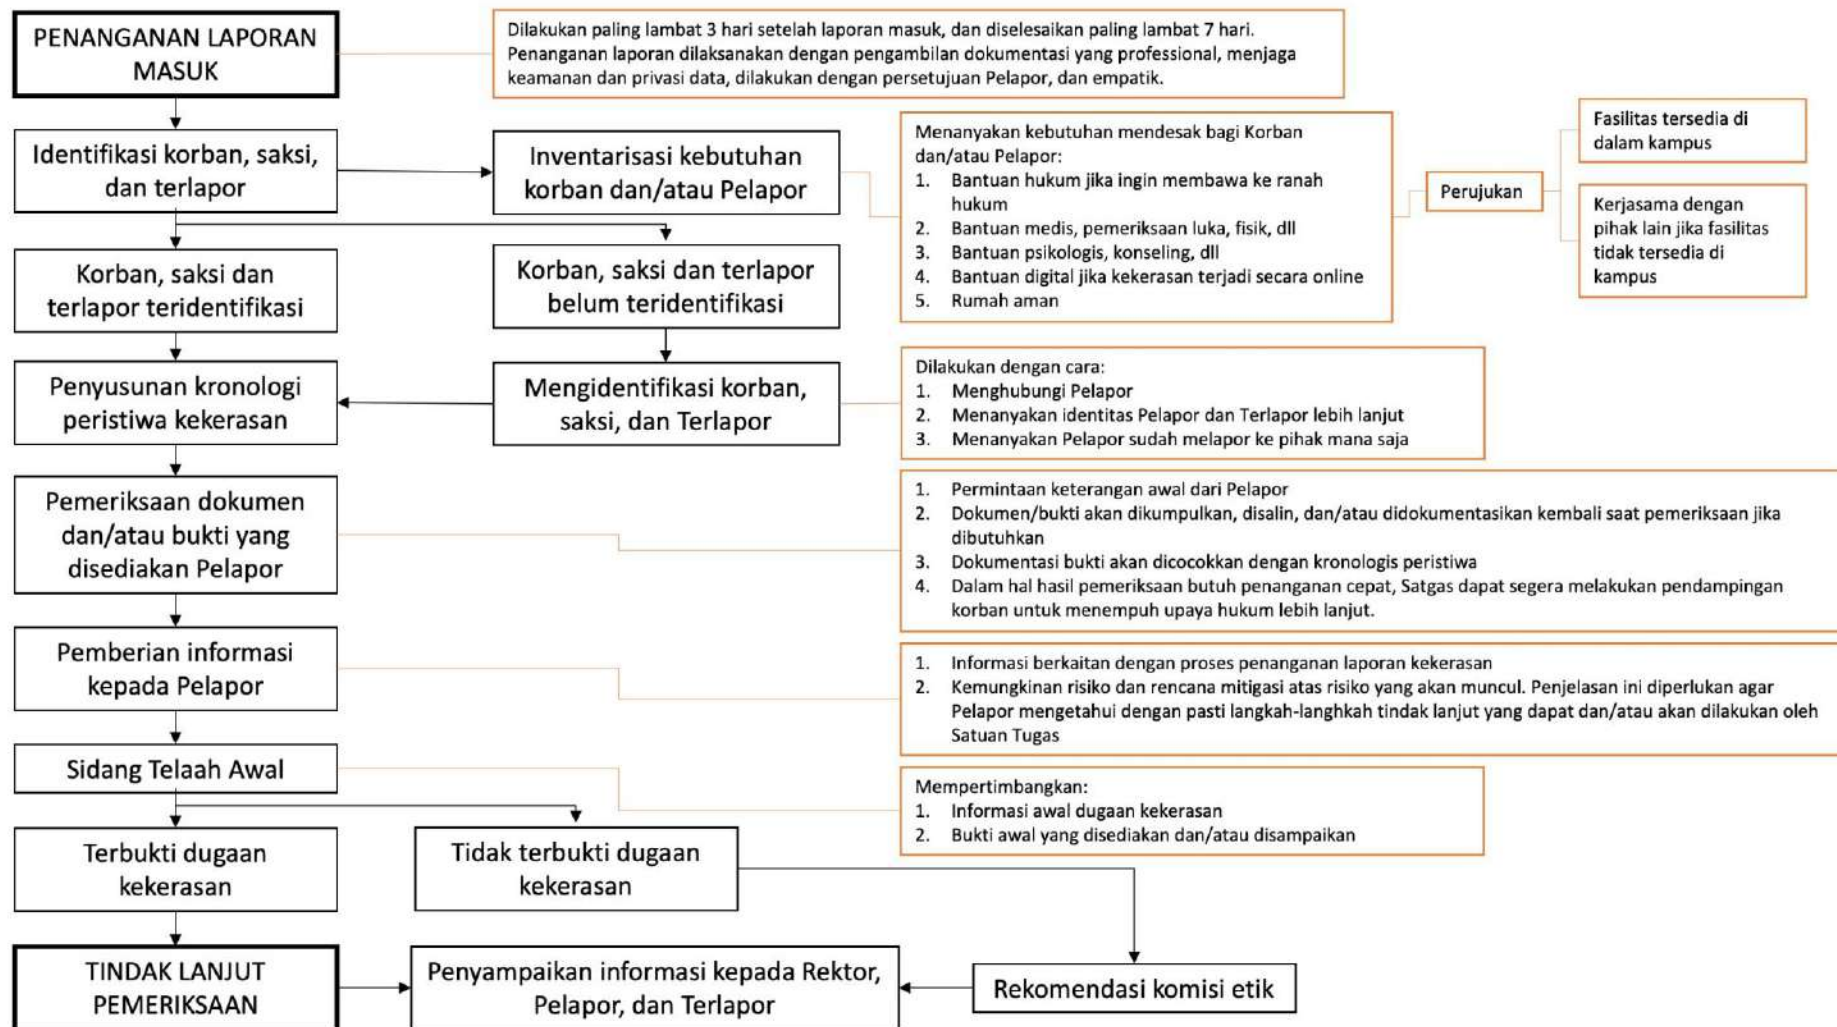 PENANGANAN LAPORAN
MASUK
Dilakukan paling lambat 3 hari setelah laporan masuk, dan diselesaikan paling lambat 7 hari.
Penanganan laporan dilaksanakan dengan pengambilan dokumentasi yang professional, menjaga
keamanan dan privasi data, dilakukan dengan persetujuan Pelapor, dan empatik.
Identifikasi korban, saksi,
dan terlapor
Inventarisasi kebutuhan
korban dan/atau Pelapor
Menanyakan kebutuhan mendesak bagi Korban
dan/atau Pelapor:
1. Bantuan hukum jika ingin membawa ke ranah
hukum
2. Bantuan medis, pemeriksaan luka, fisik, dll
3. Bantuan psikologis, konseling, dll
4. Bantuan digital jika kekerasan terjadi secara online
5. Rumah aman
Perujukan
Fasilitas tersedia di
dalam kampus
Kerjasama dengan
pihak lain jika fasilitas
tidak tersedia di
kampus
Korban, saksi dan
terlapor teridentifikasi
Korban, saksi dan terlapor
belum teridentifikasi
Penyusunan kronologi
peristiwa kekerasan
Mengidentifikasi korban,
saksi, dan Terlapor
Dilakukan dengan cara:
1. Menghubungi Pelapor
2. Menanyakan identitas Pelapor dan Terlapor lebih lanjut
3. Menanyakan Pelapor sudah melapor ke pihak mana saja
Pemeriksaan dokumen
dan/atau bukti yang
disediakan Pelapor
1. Permintaan keterangan awal dari Pelapor
2. Dokumen/bukti akan dikumpulkan, disalin, dan/atau didokumentasikan kembali saat pemeriksaan jika
dibutuhkan
3. Dokumentasi bukti akan dicocokkan dengan kronologis peristiwa
4. Dalam hal hasil pemeriksaan butuh penanganan cepat, Satgas dapat segera melakukan pendampingan
korban untuk menempuh upaya hukum lebih lanjut.
Pemberian informasi
kepada Pelapor
1. Informasi berkaitan dengan proses penanganan laporan kekerasan
2. Kemungkinan risiko dan rencana mitigasi atas risiko yang akan muncul. Penjelasan ini diperlukan agar
Pelapor mengetahui dengan pasti langkah-langhkah tindak lanjut yang dapat dan/atau akan dilakukan oleh
Satuan Tugas
Sidang Telaah Awal
Mempertimbangkan:
1. Informasi awal dugaan kekerasan
2. Bukti awal yang disediakan dan/atau disampaikan
Terbukti dugaan
kekerasan
Tidak terbukti dugaan
kekerasan
TINDAK LANJUT
PEMERIKSAAN
Penyampaikan informasi kepada Rektor,
Pelapor, dan Terlapor
Rekomendasi komisi etik